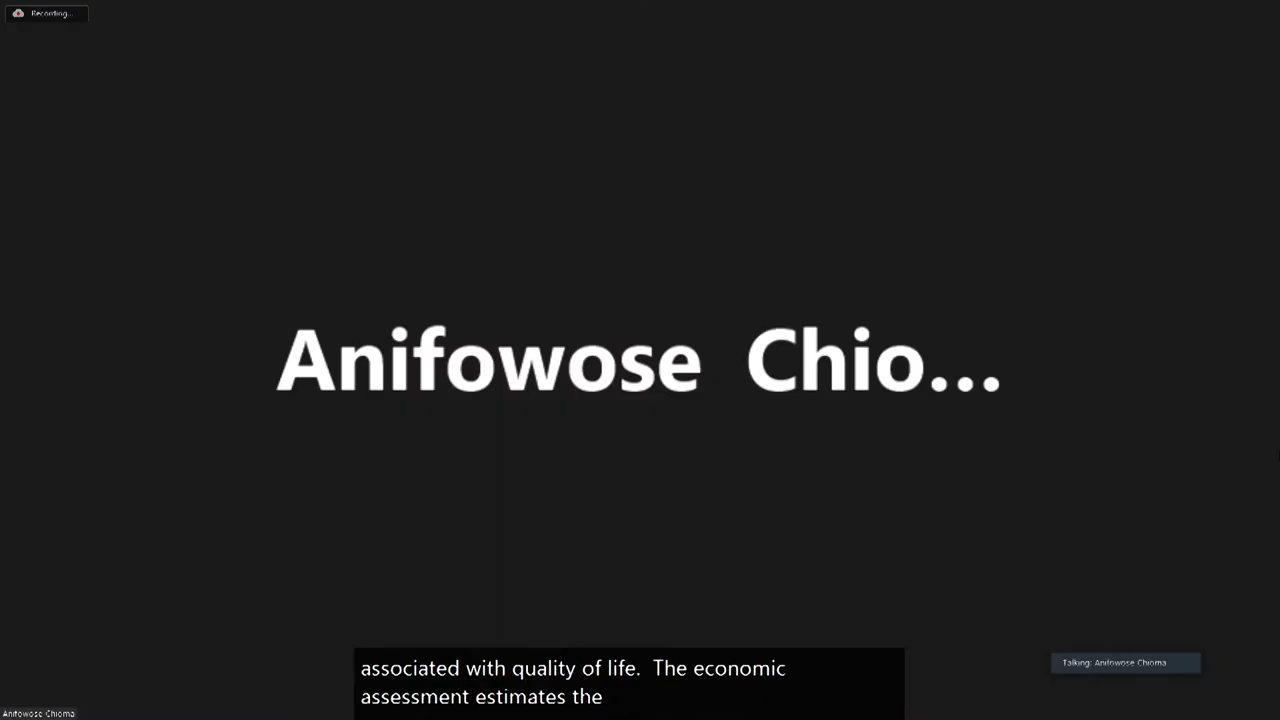 Recording...
Anifowose Chio...
associated with quality of life. The economic
assessment estimates the
Talking: Anifowose Chioma
Anifowose Chioma